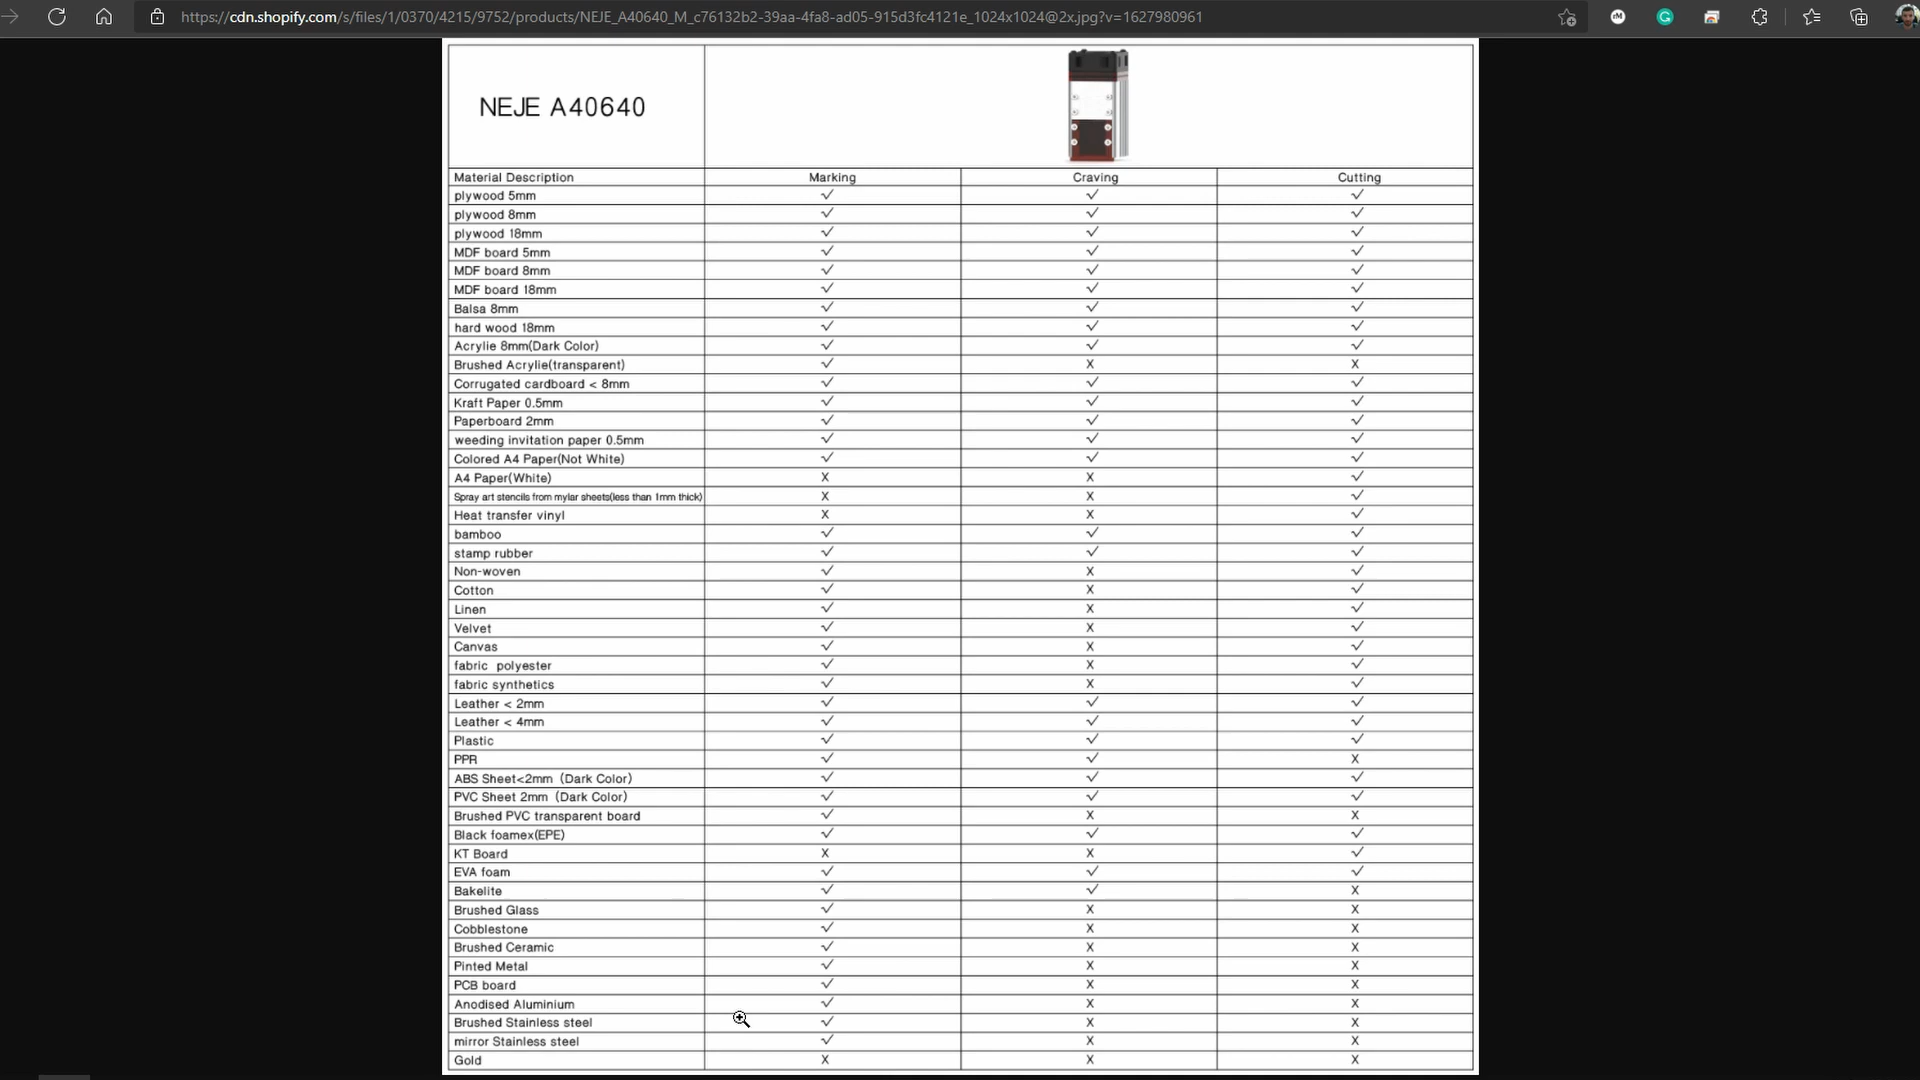 https://cdn.shopify.com/s/files/1/0370/4215/9752/products/NEJE_A40640_M_c76132b2-39aa-4fa8-ad05-915d3fc4121e_1024x1024@2x.jpg?v=1627980961
NEJE A40640
Material Description Marking Craving Cutting
plywood 5mm √ √ √
plywood 8mm √ √ √
plywood 18mm √ √ √
MDF board 5mm √ √ √
MDF board 8mm √ √ √
MDF board 18mm √ √ √
Balsa 8mm √ √ √
hard wood 18mm √ √ √
Acrylie 8mm(Dark Color) √ √ √
Brushed Acrylie(transparent) √ X X
Corrugated cardboard < 8mm √ √ √
Kraft Paper 0.5mm √ √ √
Paperboard 2mm √ √ √
weeding invitation paper 0.5mm √ √ √
Colored A4 Paper(Not White) √ √ √
A4 Paper(White) X X √
Spray art stencils from mylar sheets(less than 1mm thick) X X √
Heat transfer vinyl X X √
bamboo √ √ √
stamp rubber √ √ √
Non-woven √ X √
Cotton √ X √
Linen √ X √
Velvet √ X √
Canvas √ X √
fabric polyester √ X √
fabric synthetics √ X √
Leather < 2mm √ √ √
Leather < 4mm √ √ √
Plastic √ √ √
PPR √ √ X
ABS Sheet<2mm（Dark Color） √ √ √
PVC Sheet 2mm（Dark Color） √ √ √
Brushed PVC transparent board √ X X
Black foamex(EPE) √ √ √
KT Board X X √
EVA foam √ √ √
Bakelite √ √ X
Brushed Glass √ X X
Cobblestone √ X X
Brushed Ceramic √ X X
Pinted Metal √ X X
PCB board √ X X
Anodised Aluminium √ X X
Brushed Stainless steel √ X X
mirror Stainless steel √ X X
Gold X X X